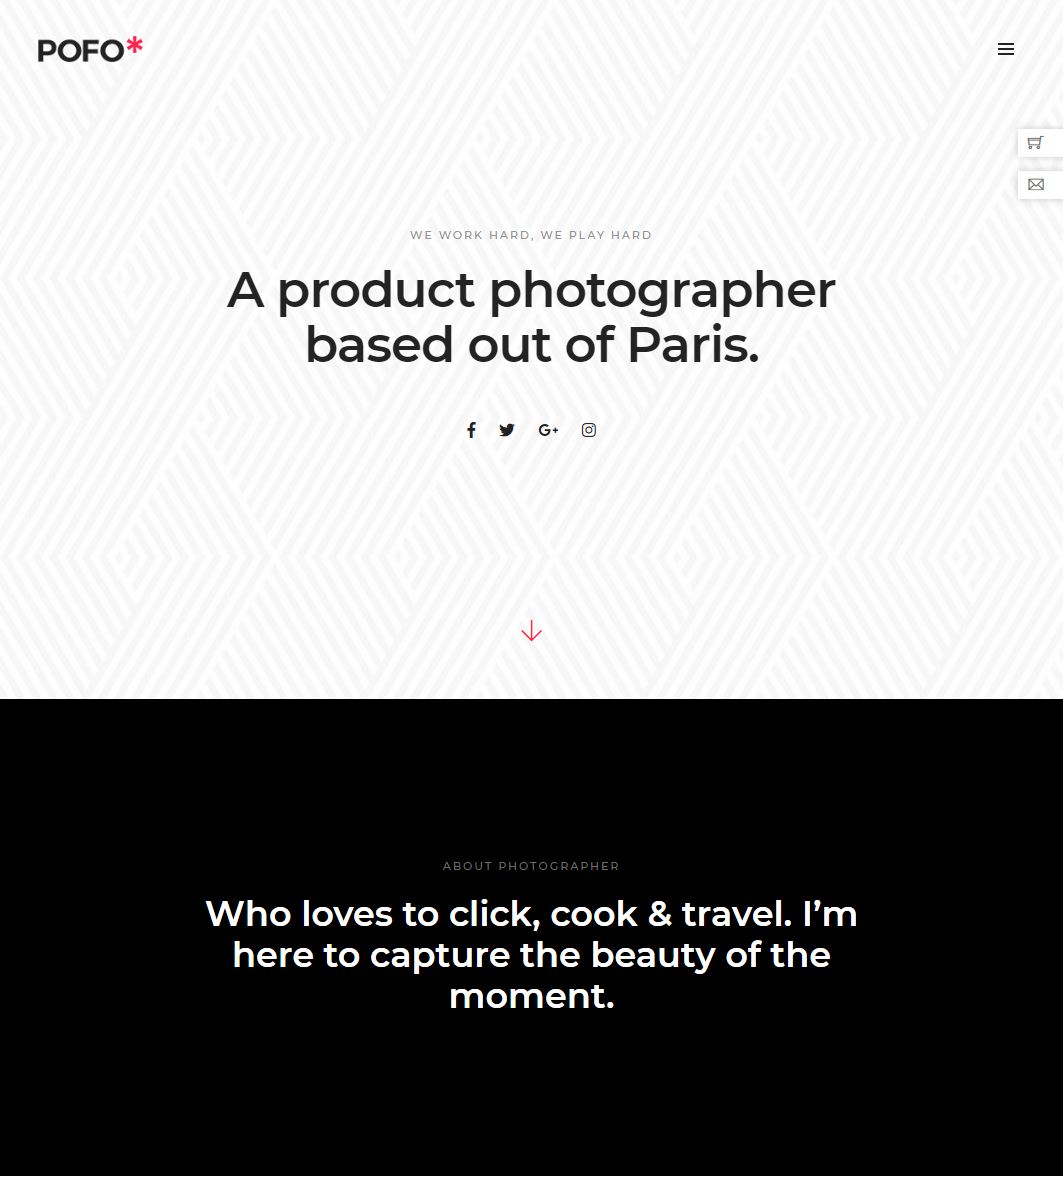 POFO*
WE WORK HARD, WE PLAY HARD
A product photographer
based out of Paris.
ABOUT PHOTOGRAPHER
Who loves to click, cook & travel. I’m
here to capture the beauty of the
moment.